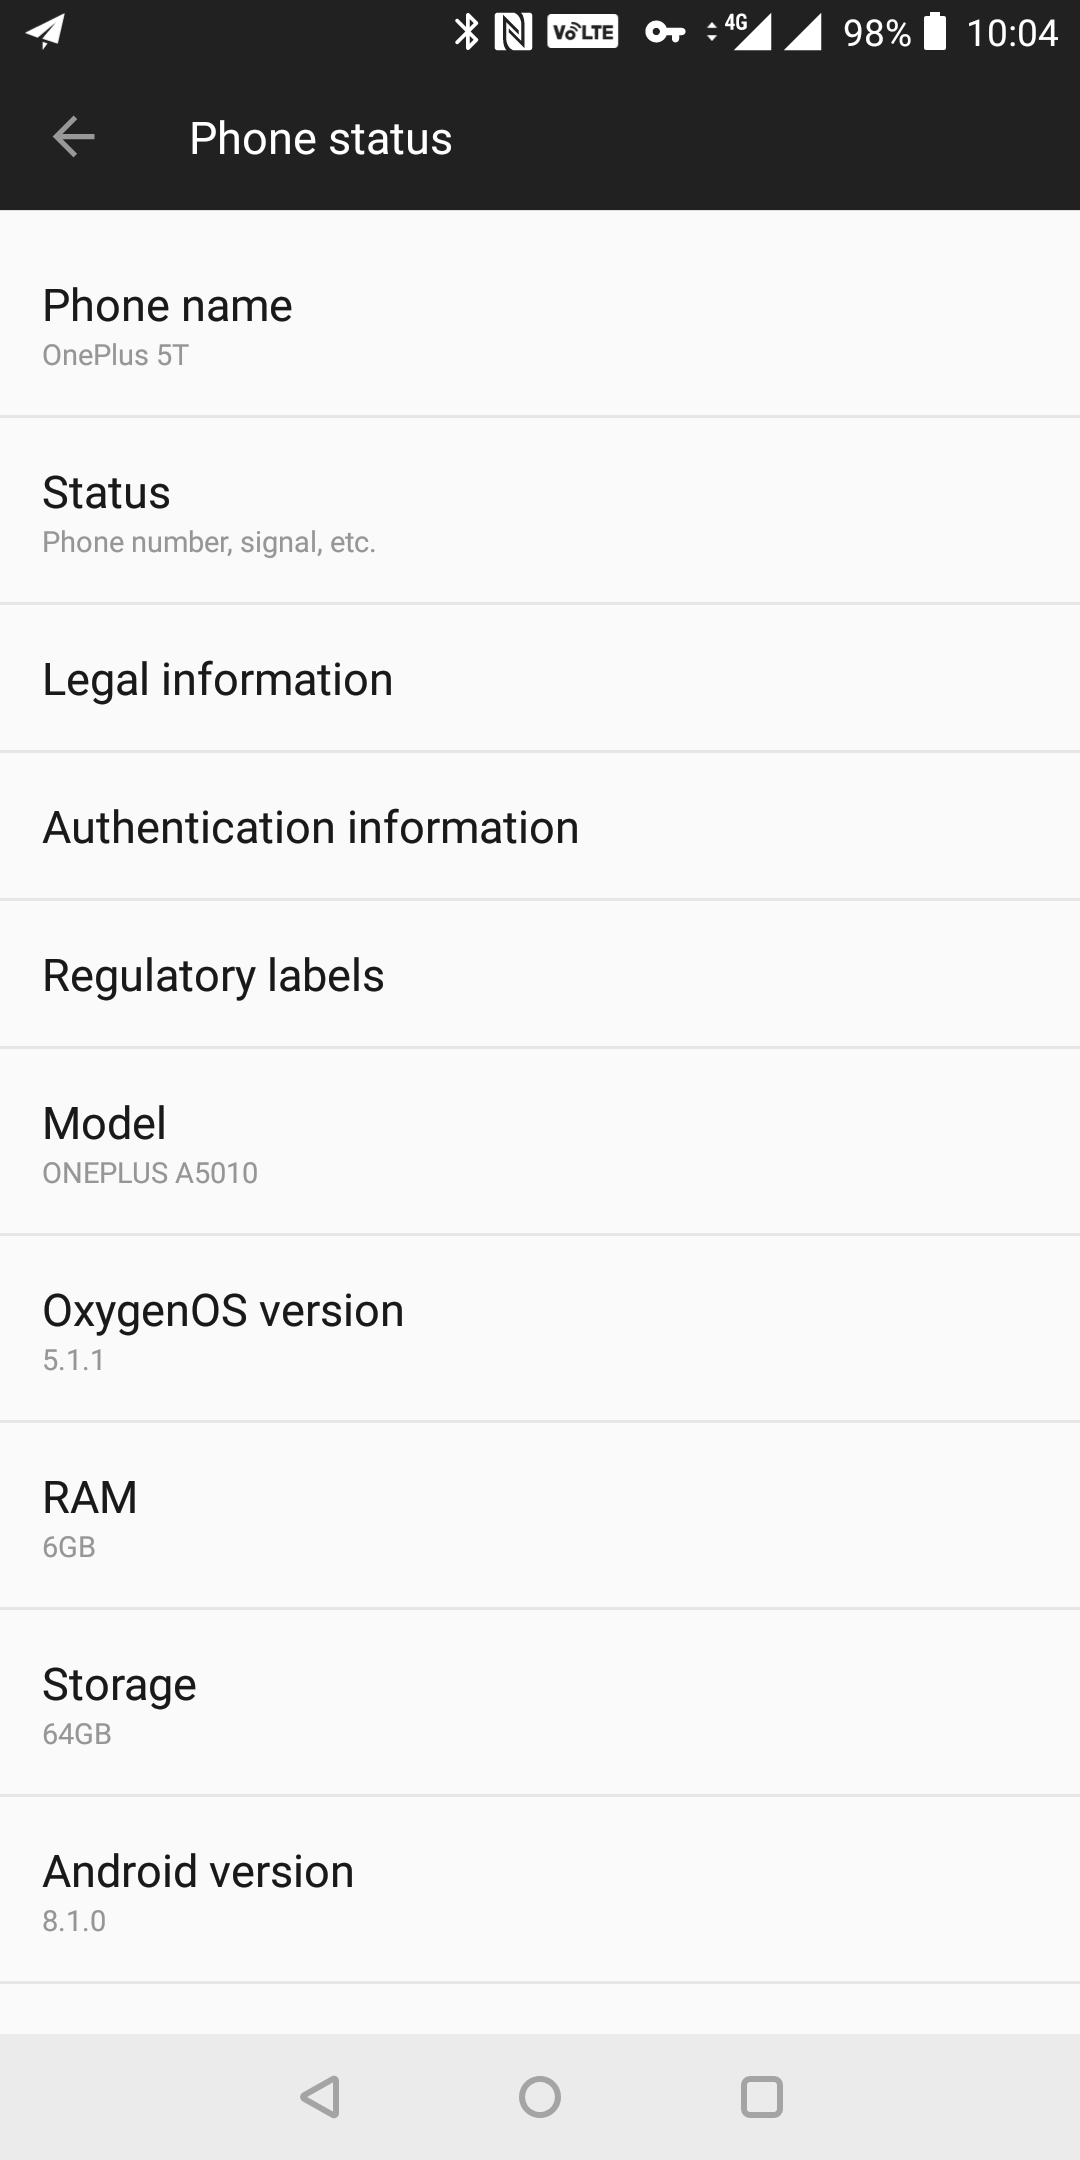 VoLTE 4G 98% 10:04
Phone status
Phone name
OnePlus 5T
Status
Phone number, signal, etc.
Legal information
Authentication information
Regulatory labels
Model
ONEPLUS A5010
OxygenOS version
5.1.1
RAM
6GB
Storage
64GB
Android version
8.1.0